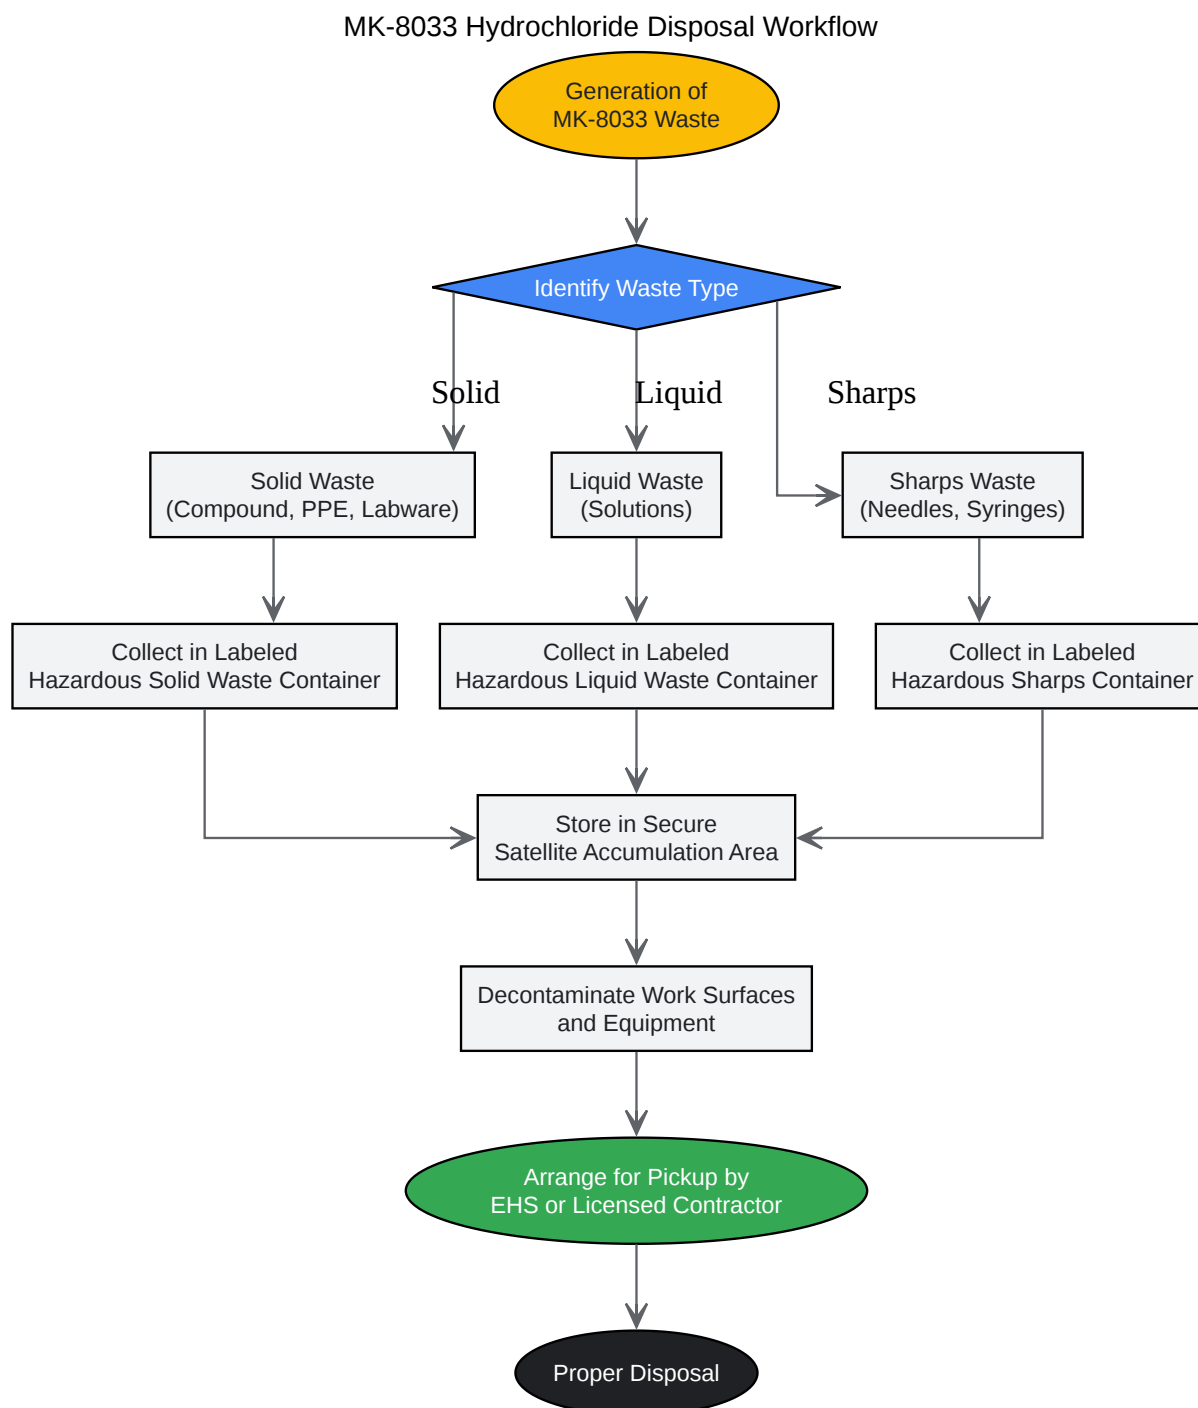 MK-8033 Hydrochloride Disposal Workflow
Generation of
MK-8033 Waste
Identify Waste Type
Solid
Liquid
Sharps
Solid Waste
(Compound, PPE, Labware)
Liquid Waste
(Solutions)
Sharps Waste
(Needles, Syringes)
Collect in Labeled
Hazardous Solid Waste Container
Collect in Labeled
Hazardous Liquid Waste Container
Collect in Labeled
Hazardous Sharps Container
Store in Secure
Satellite Accumulation Area
Decontaminate Work Surfaces
and Equipment
Arrange for Pickup by
EHS or Licensed Contractor
Proper Disposal